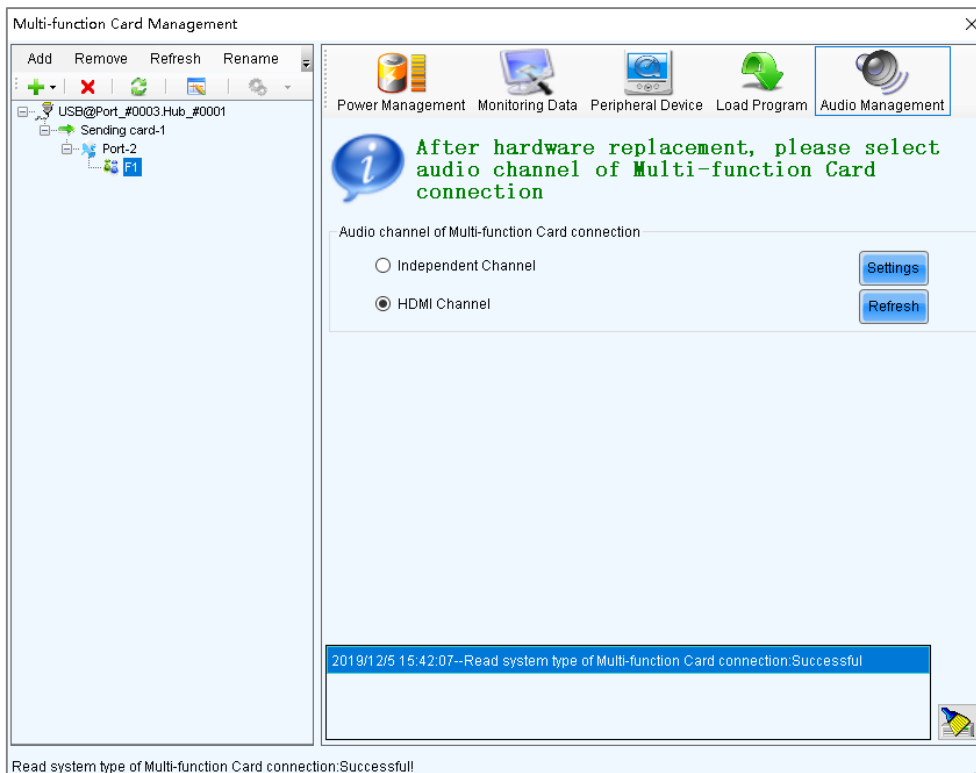 Multi-function Card Management
Add Remove Refresh Rename
USB@Port_#0003.Hub_#0001
Sending card-1
Port-2
F1
Power Management Monitoring Data Peripheral Device Load Program Audio Management
After hardware replacement, please select
audio channel of Multi-function Card
connection
Audio channel of Multi-function Card connection
Independent Channel Settings
HDMI Channel Refresh
2019/12/5 15:42:07--Read system type of Multi-function Card connection:Successful
Read system type of Multi-function Card connection:Successful!